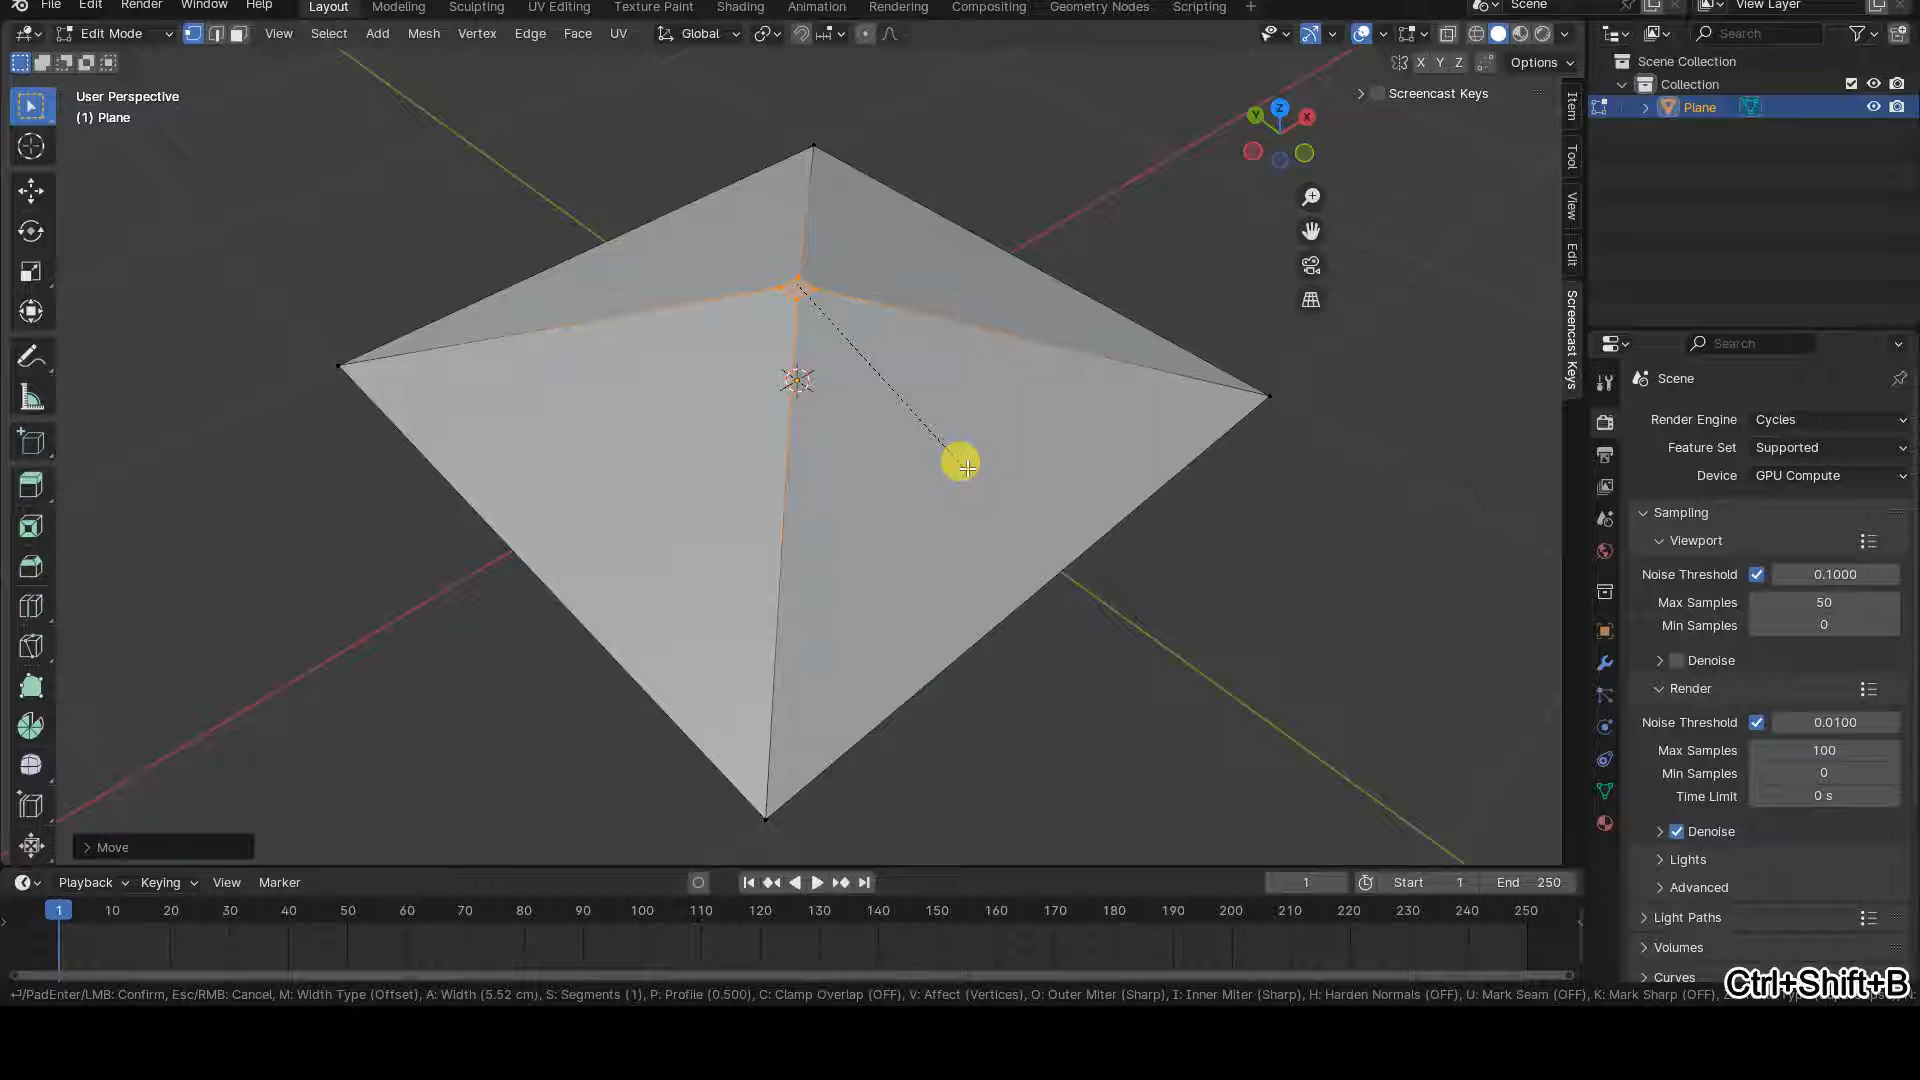 File Edit Render Window Help Layout Modeling Sculpting UV Editing Texture Paint Shading Animation Rendering Compositing Geometry Nodes Scripting + Scene View Layer
Edit Mode View Select Add Mesh Vertex Edge Face UV Global Search
X Y Z Options
User Perspective
(1) Plane
Screencast Keys
Z
Y
X
Item
Tool
View
Edit
Screencast Keys
Scene Collection
Collection
Plane
Search
Scene
Render Engine Cycles
Feature Set Supported
Device GPU Compute
Sampling
Viewport
Noise Threshold 0.1000
Max Samples 50
Min Samples 0
Denoise
Render
Noise Threshold 0.0100
Max Samples 100
Min Samples 0
Time Limit 0 s
Denoise
Lights
Advanced
Light Paths
Volumes
Curves
Move
Playback Keying View Marker 1 Start 1 End 250
1 10 20 30 40 50 60 70 80 90 100 110 120 130 140 150 160 170 180 190 200 210 220 230 240 250
/PadEnter/LMB: Confirm, Esc/RMB: Cancel, M: Width Type (Offset), A: Width (5.52 cm), S: Segments (1), P: Profile (0.500), C: Clamp Overlap (OFF), V: Affect (Vertices), O: Outer Miter (Sharp), I: Inner Miter (Sharp), H: Harden Normals (OFF), U: Mark Seam (OFF), K: Mark Sharp (OFF),
Ctrl+Shift+B